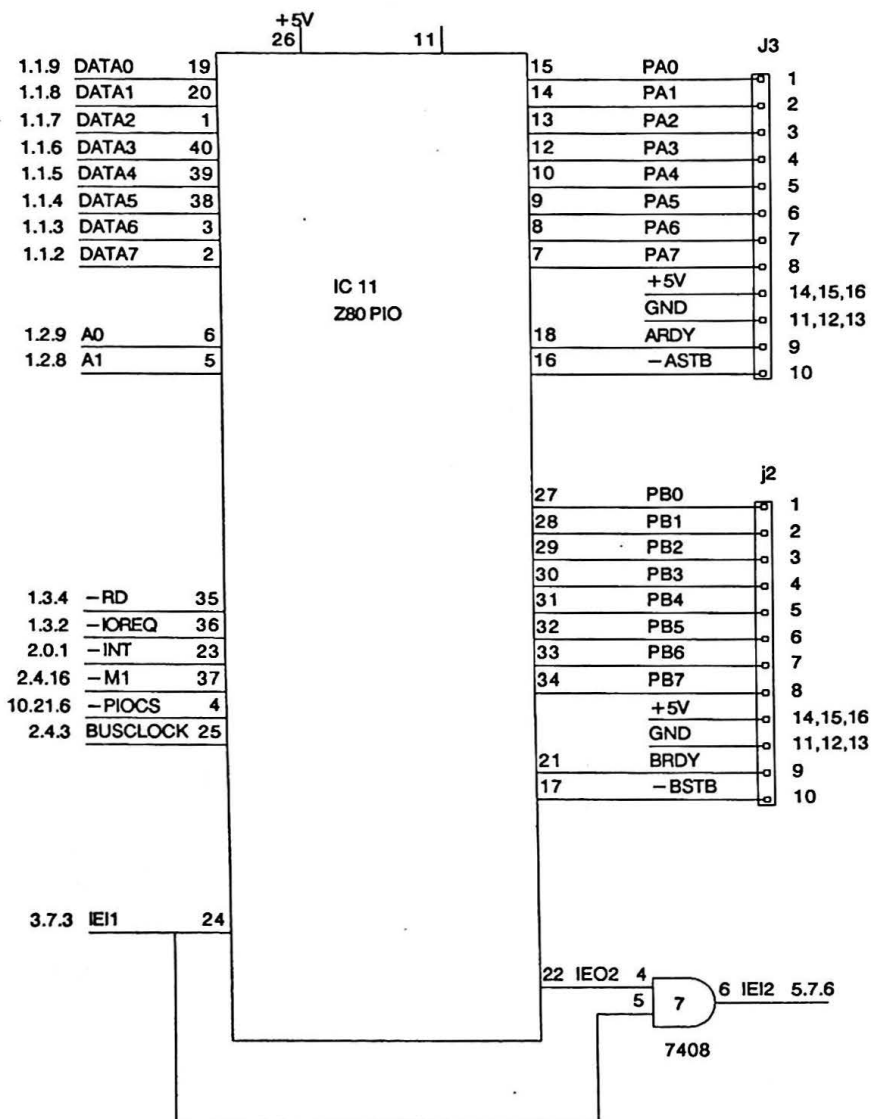 +5V
26 11
J3
1.1.9 DATA0 19
1.1.8 DATA1 20
1.1.7 DATA2 1
1.1.6 DATA3 40
1.1.5 DATA4 39
1.1.4 DATA5 38
1.1.3 DATA6 3
1.1.2 DATA7 2
15 PA0 1
14 PA1 2
13 PA2 3
12 PA3 4
10 PA4 5
9 PA5 6
8 PA6 7
7 PA7 8
+5V 14,15,16
GND 11,12,13
18 ARDY 9
16 −ASTB 10
IC 11
Z80 PIO
1.2.9 A0 6
1.2.8 A1 5
j2
27 PB0 1
28 PB1 2
29 PB2 3
30 PB3 4
31 PB4 5
32 PB5 6
33 PB6 7
34 PB7 8
+5V 14,15,16
GND 11,12,13
21 BRDY 9
17 −BSTB 10
1.3.4 −RD 35
1.3.2 −IOREQ 36
2.0.1 −INT 23
2.4.16 −M1 37
10.21.6 −PIOCS 4
2.4.3 BUSCLOCK 25
3.7.3 IEI1 24
22 IEO2 4
5
7
6 IEI2 5.7.6
7408